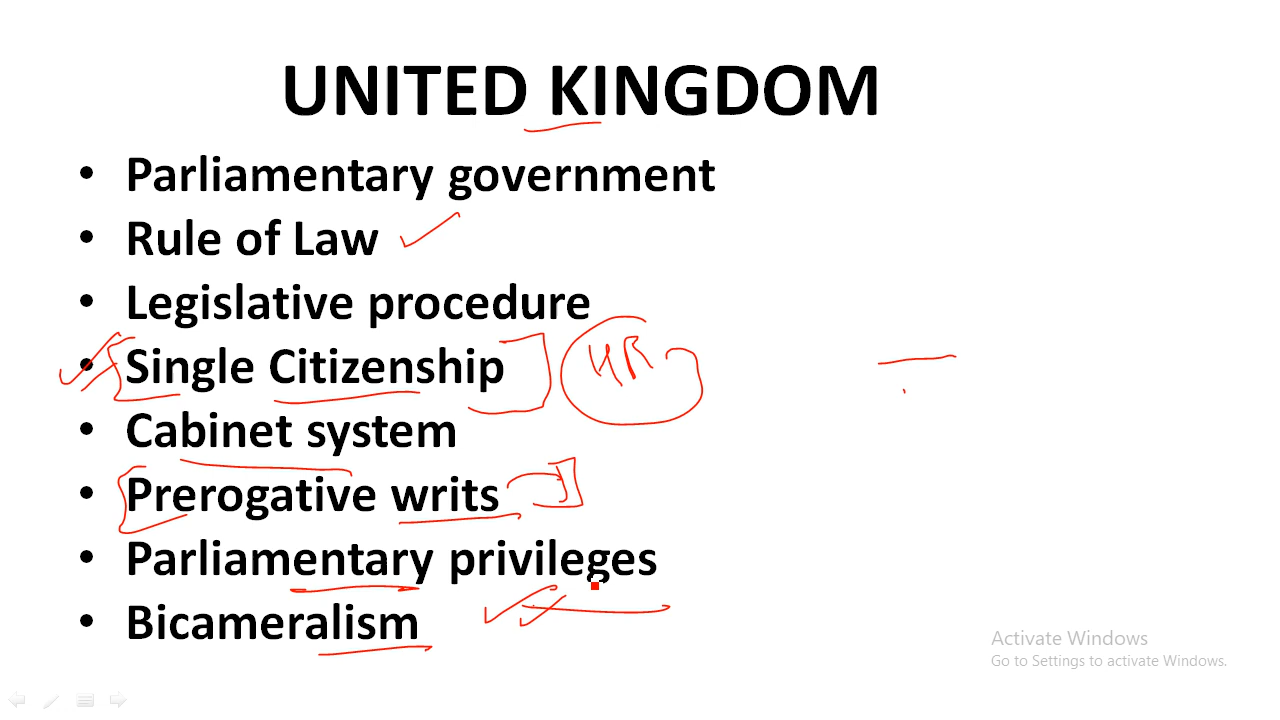 UNITED KINGDOM
• Parliamentary government
• Rule of Law
• Legislative procedure
• Single Citizenship
• Cabinet system
• Prerogative writs
• Parliamentary privileges
• Bicameralism
Activate Windows
Go to Settings to activate Windows.